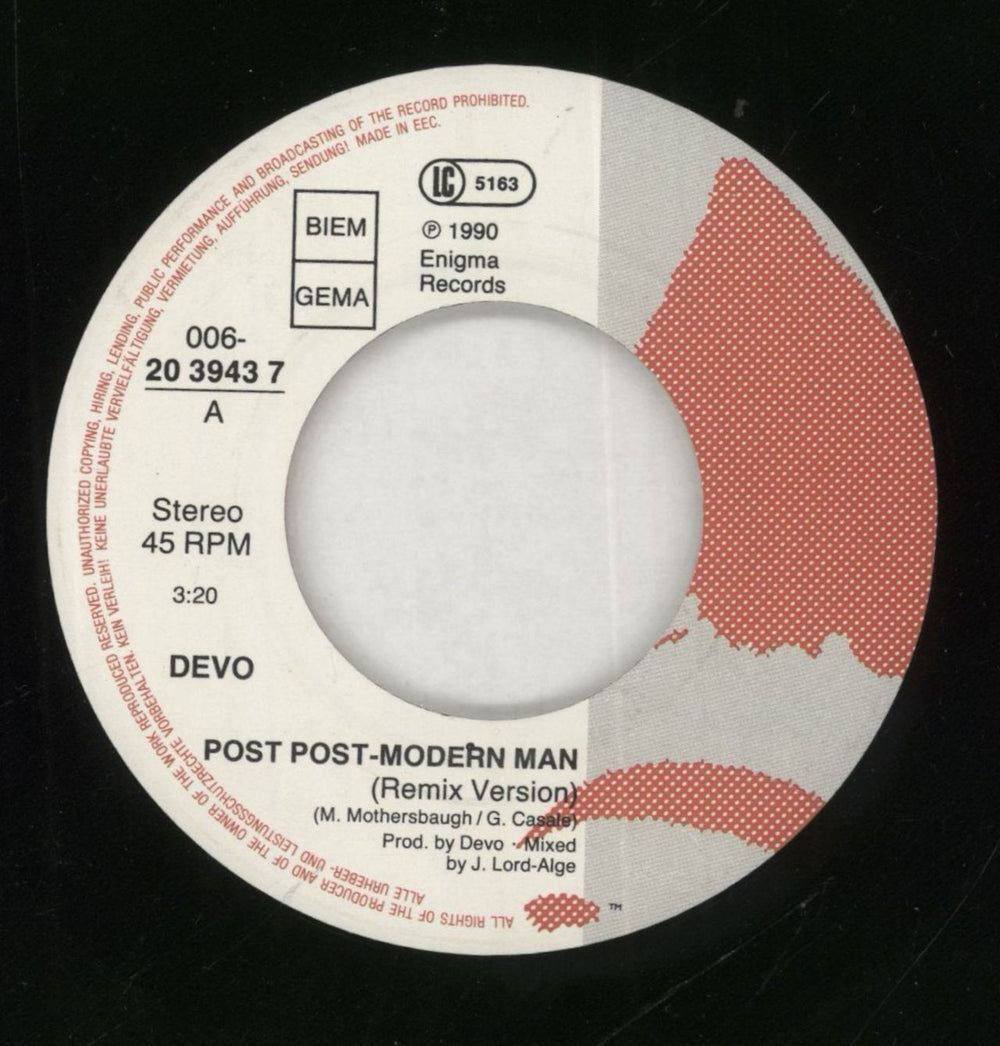 ALL RIGHTS OF THE PRODUCER AND OF THE OWNER OF THE WORK REPRODUCED RESERVED. UNAUTHORIZED COPYING, HIRING, LENDING, PUBLIC PERFORMANCE AND BROADCASTING OF THE RECORD PROHIBITED.
ALLE URHEBER- UND LEISTUNGSSCHUTZRECHTE VORBEHALTEN. KEIN VERLEIH! KEINE UNERLAUBTE VERVIELFÄLTIGUNG, VERMIETUNG, AUFFÜHRUNG, SENDUNG! MADE IN EEC.
LC 5163
BIEM
GEMA
℗ 1990
Enigma
Records
006-
20 3943 7
A
Stereo
45 RPM
3:20
DEVO
POST POST-MODERN MAN
(Remix Version)
(M. Mothersbaugh / G. Casale)
Prod. by Devo · Mixed
by J. Lord-Alge
TM